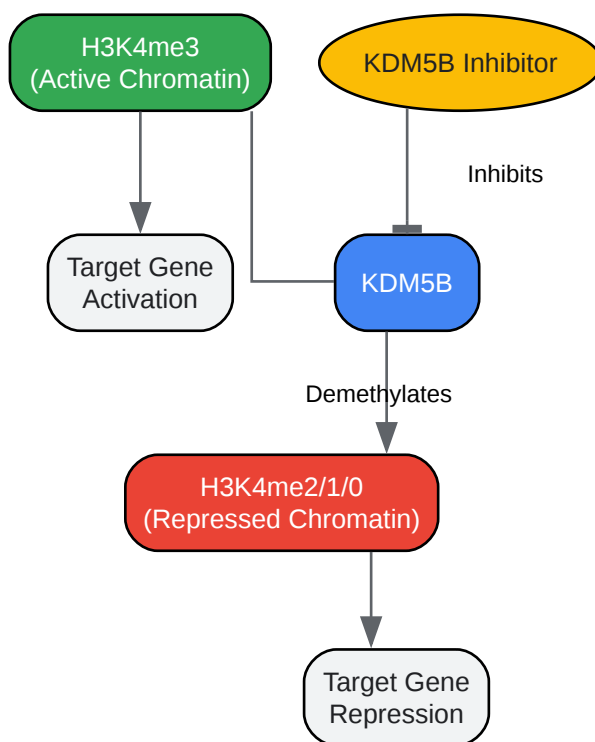 H3K4me3
(Active Chromatin)
KDM5B Inhibitor
Inhibits
Target Gene
Activation
KDM5B
Demethylates
H3K4me2/1/0
(Repressed Chromatin)
Target Gene
Repression